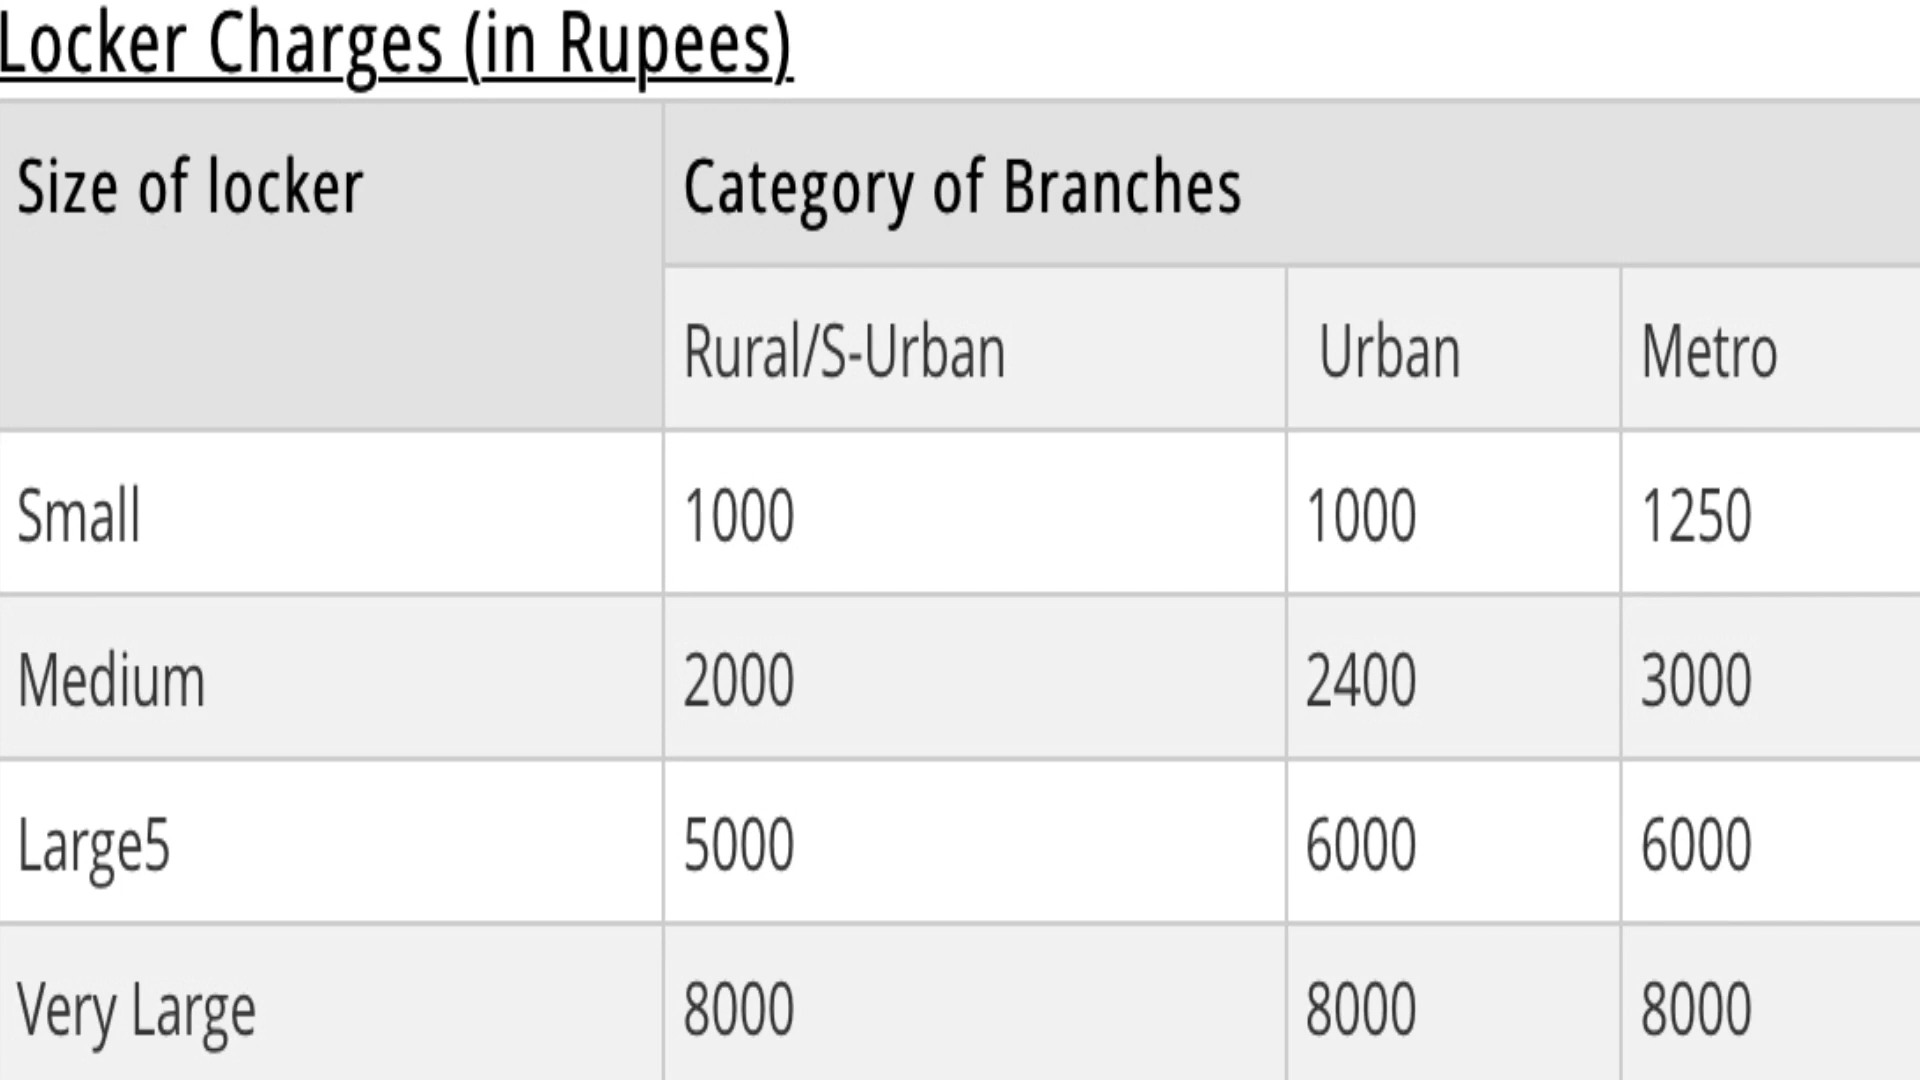 Locker Charges (in Rupees)
Size of locker Category of Branches
Rural/S-Urban Urban Metro
Small 1000 1000 1250
Medium 2000 2400 3000
Large5 5000 6000 6000
Very Large 8000 8000 8000